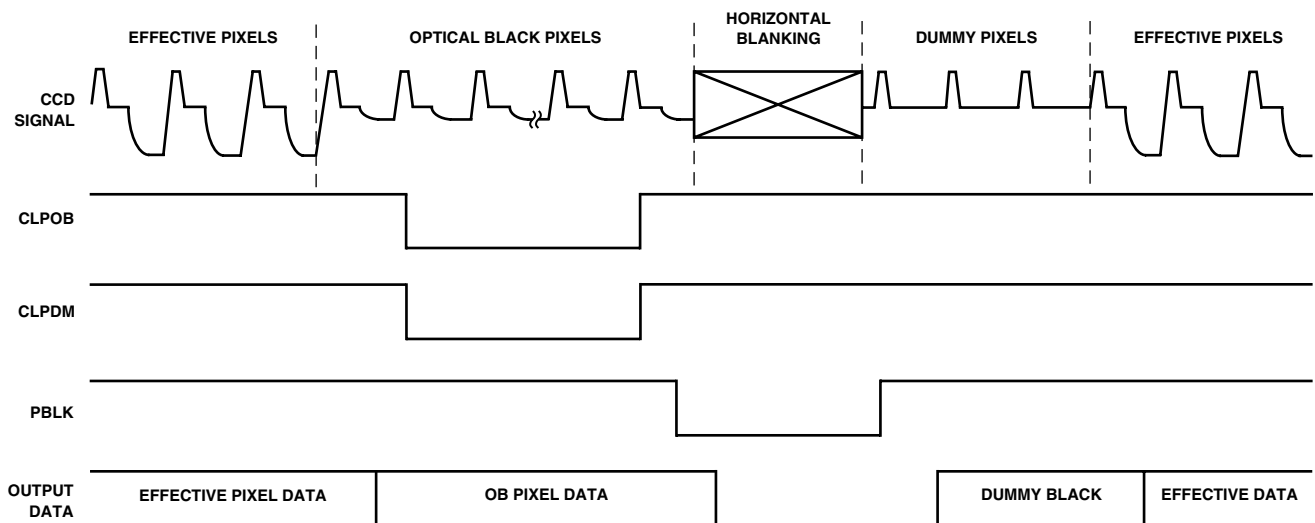 HORIZONTAL
BLANKING
EFFECTIVE PIXELS
OPTICAL BLACK PIXELS
DUMMY PIXELS
EFFECTIVE PIXELS
CCD
SIGNAL
CLPOB
CLPDM
PBLK
OUTPUT
DATA
EFFECTIVE PIXEL DATA
OB PIXEL DATA
DUMMY BLACK
EFFECTIVE DATA